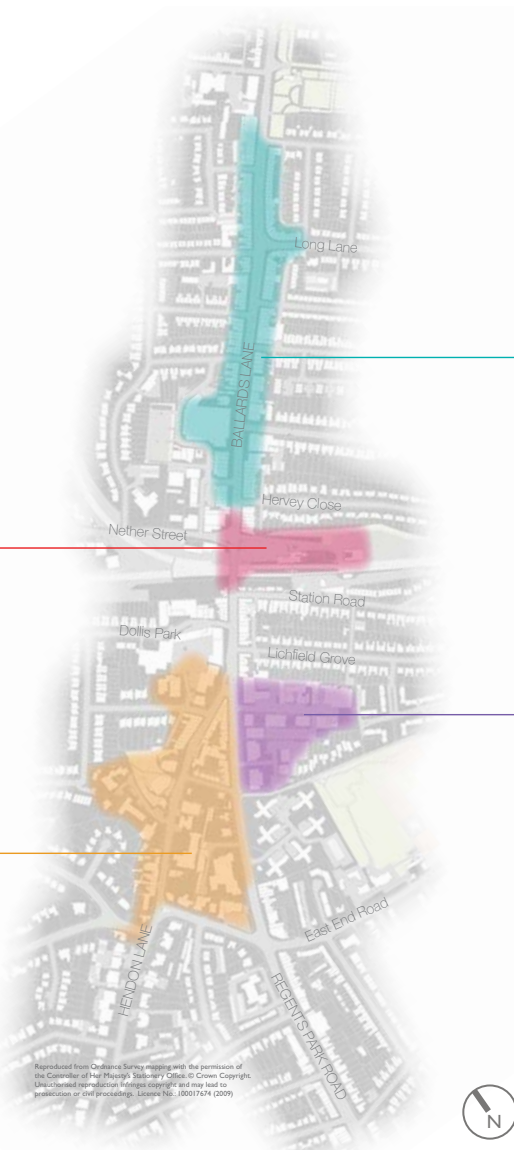 Long Lane
BALLARDS LANE
Hervey Close
Nether Street
Station Road
Dollis Park
Lichfield Grove
East End Road
HENDON LANE
REGENTS PARK ROAD
Reproduced from Ordnance Survey mapping with the permission of
the Controller of Her Majesty's Stationery Office. © Crown Copyright.
Unauthorised reproduction infringes copyright and may lead to
prosecution or civil proceedings. Licence No.: 100017674 (2009)
N